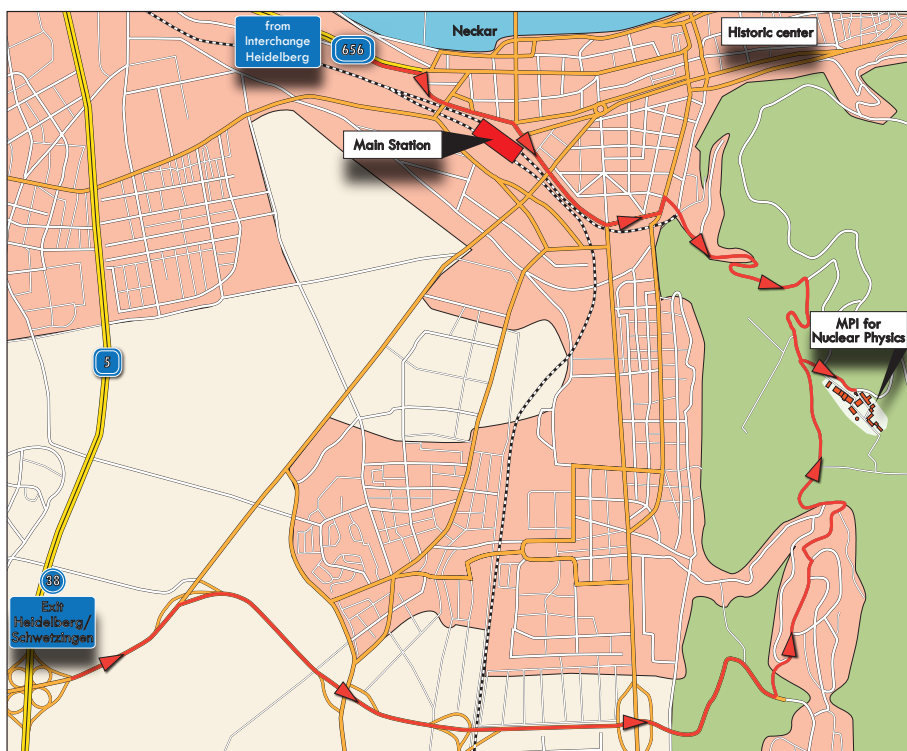 from
Interchange
Heidelberg
656
Neckar
Historic center
Main Station
MPI for
Nuclear Physics
5
38
Exit
Heidelberg/
Schwetzingen